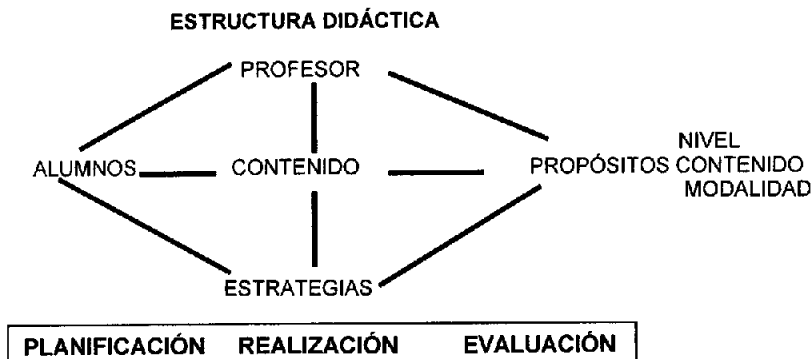 ESTRUCTURA DIDÁCTICA
PROFESOR
NIVEL
ALUMNOS CONTENIDO PROPÓSITOS CONTENIDO
MODALIDAD
ESTRATEGIAS
PLANIFICACIÓN REALIZACIÓN EVALUACIÓN